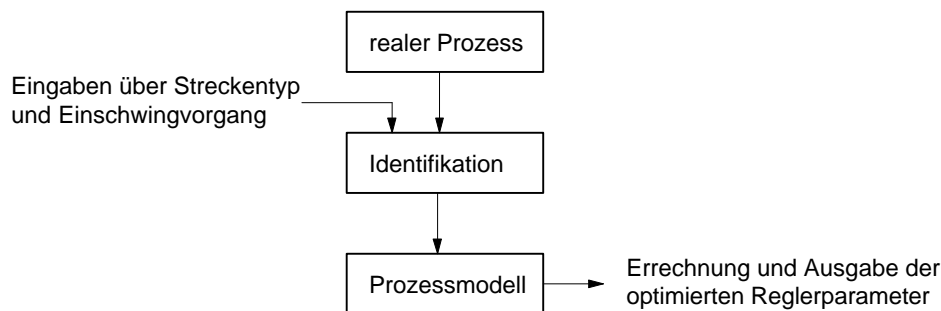 realer Prozess
Eingaben über Streckentyp
und Einschwingvorgang
Identifikation
Prozessmodell
Errechnung und Ausgabe der
optimierten Reglerparameter